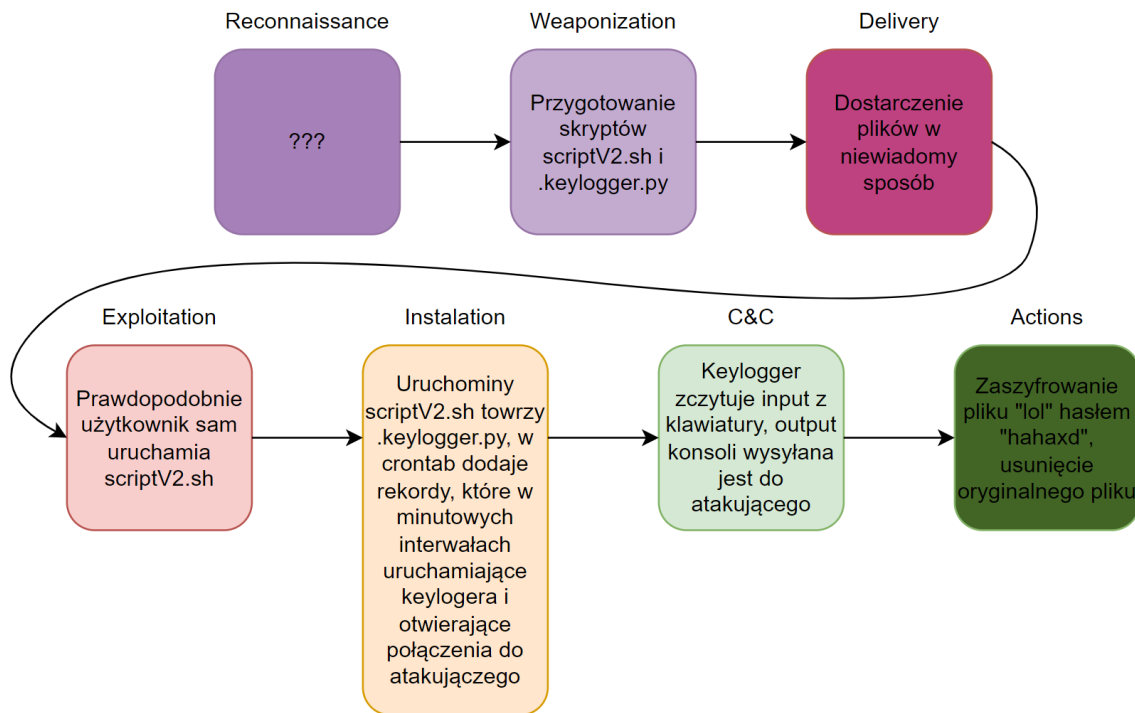 Reconnaissance
Weaponization
Delivery
???
Przygotowanie
skryptów
scriptV2.sh i
.keylogger.py
Dostarczenie
plików w
niewiadomy
sposób
Exploitation
Instalation
C&C
Actions
Prawdopodobnie
użytkownik sam
uruchamia
scriptV2.sh
Uruchominy
scriptV2.sh towrzy
.keylogger.py, w
crontab dodaje
rekordy, które w
minutowych
interwałach
uruchamiające
keylogera i
otwierające
połączenia do
atakujączego
Keylogger
zczytuje input z
klawiatury, output
konsoli wysyłana
jest do
atakującego
Zaszyfrowanie
pliku "lol" hasłem
"hahaxd",
usunięcie
oryginalnego pliku